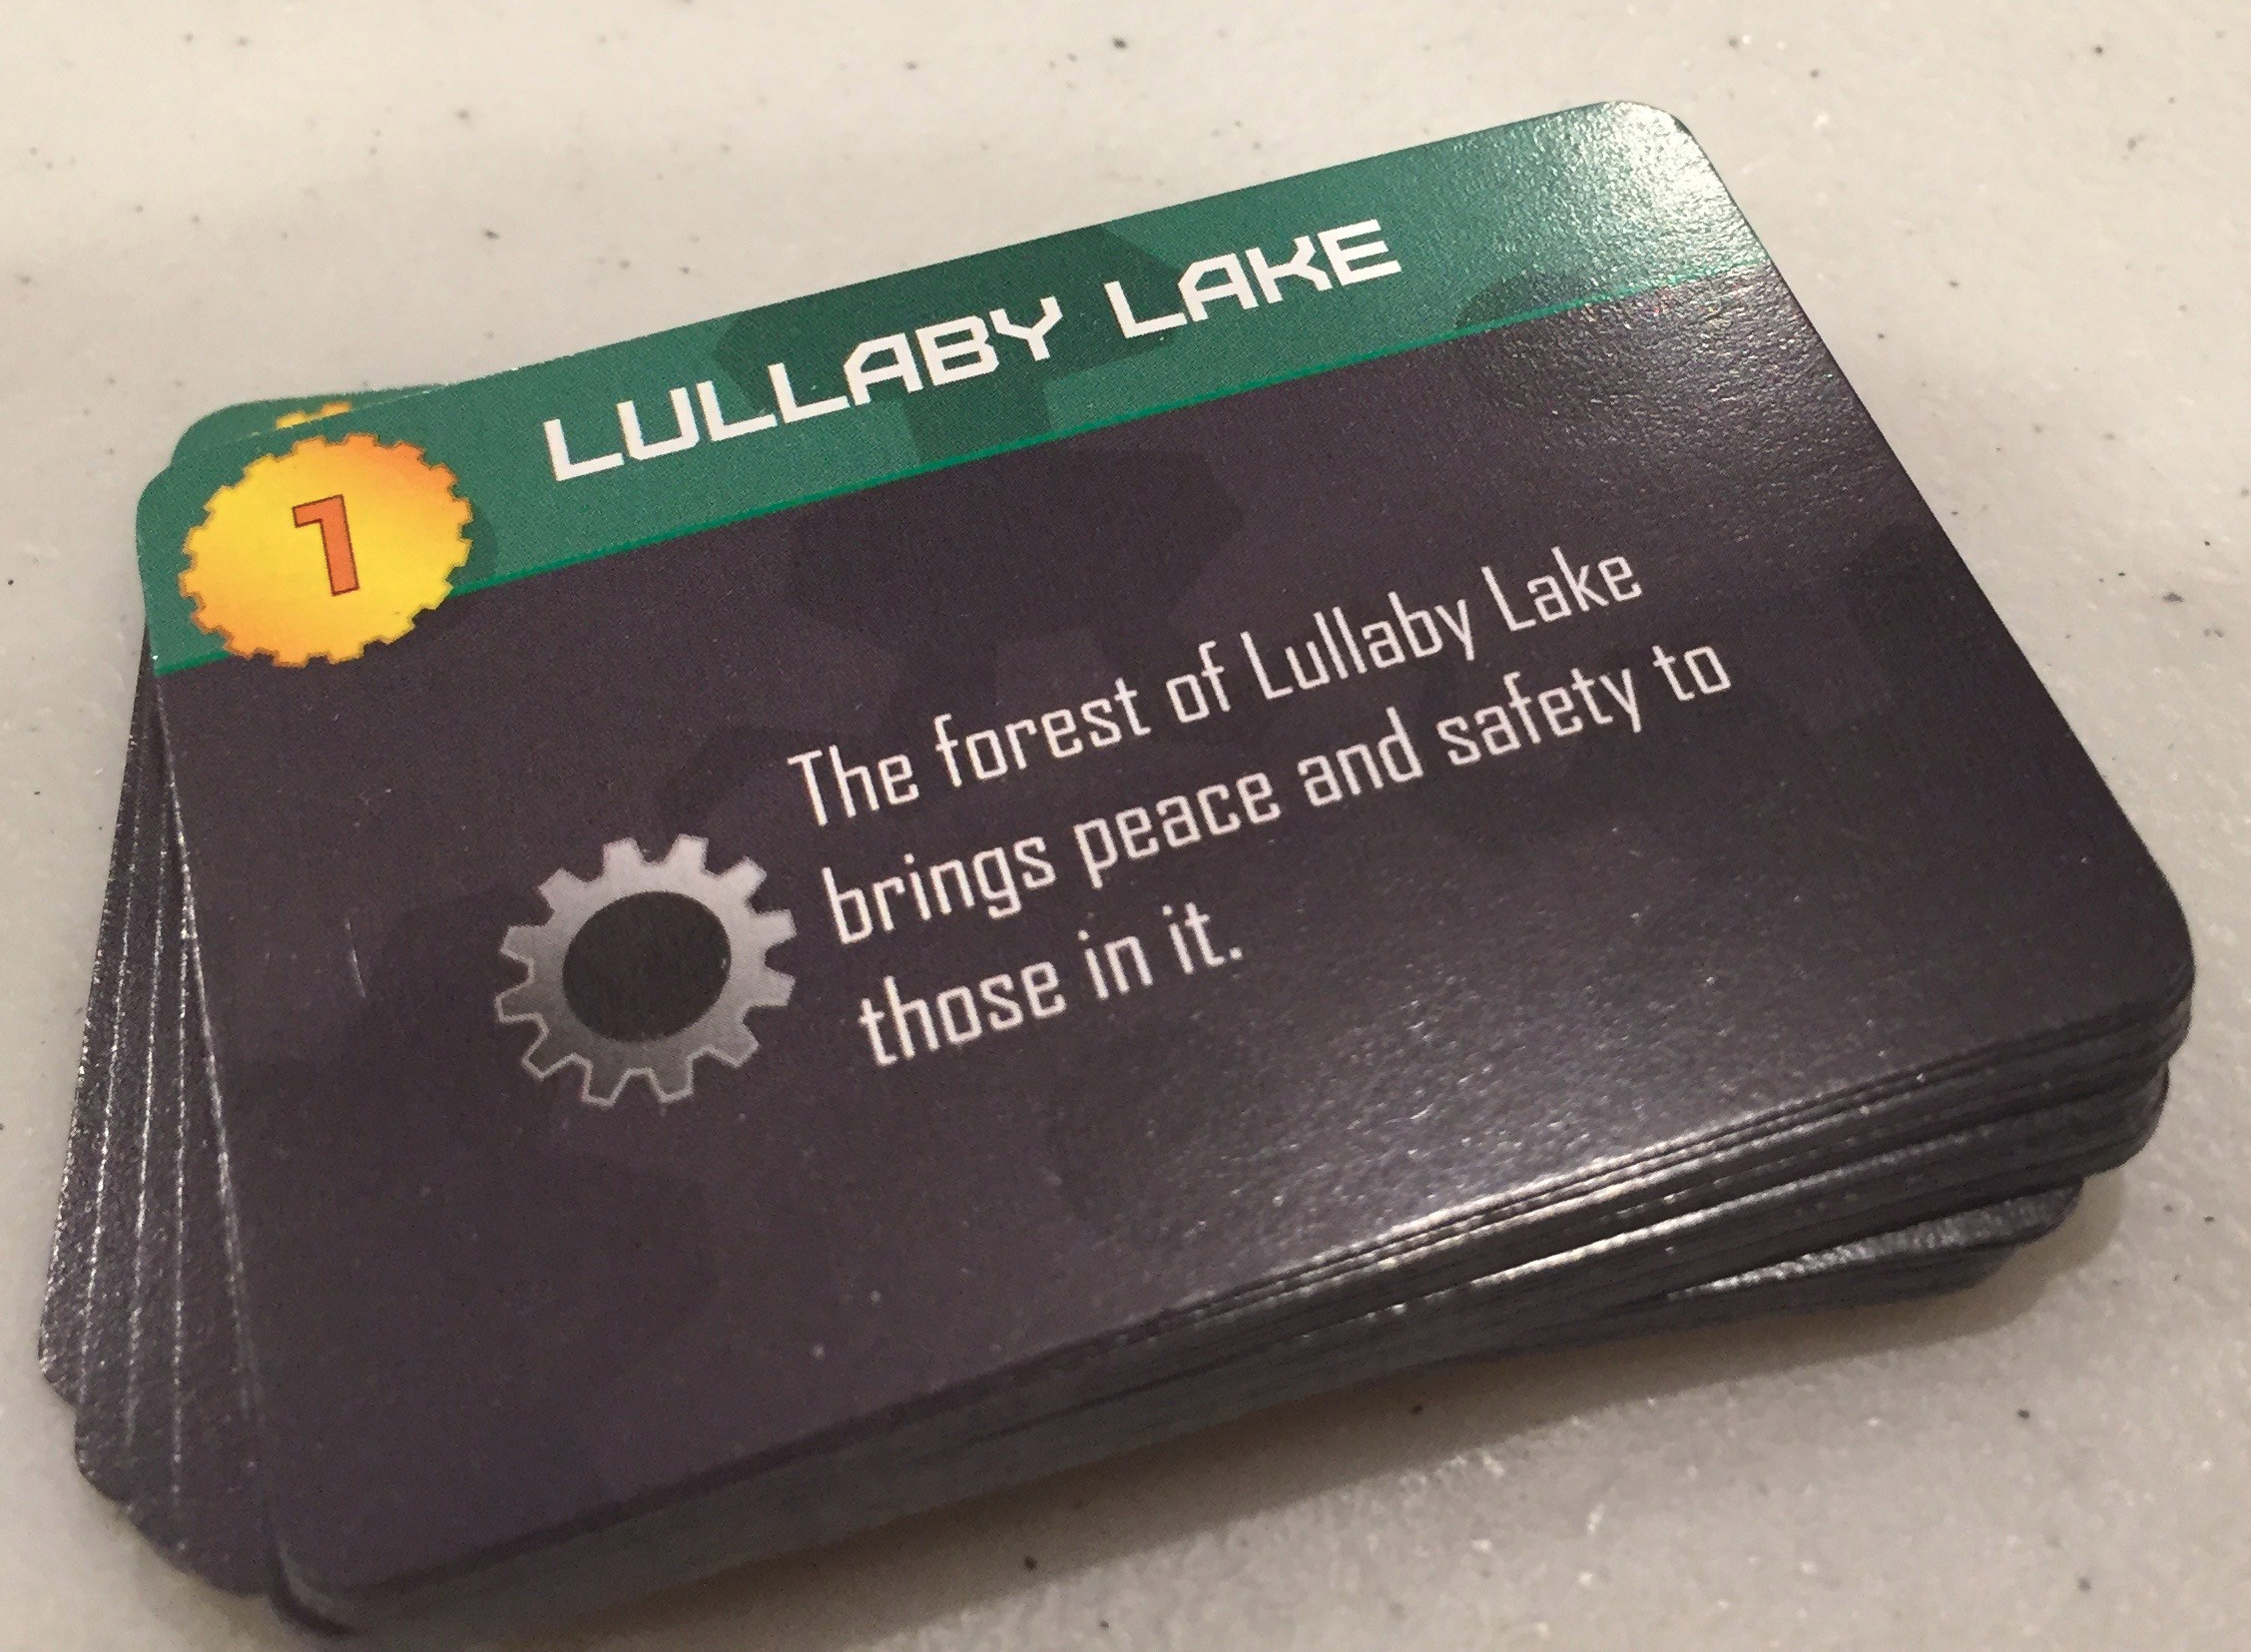 LULLABY LAKE
1
The forest of Lullaby Lake
brings peace and safety to
those in it.